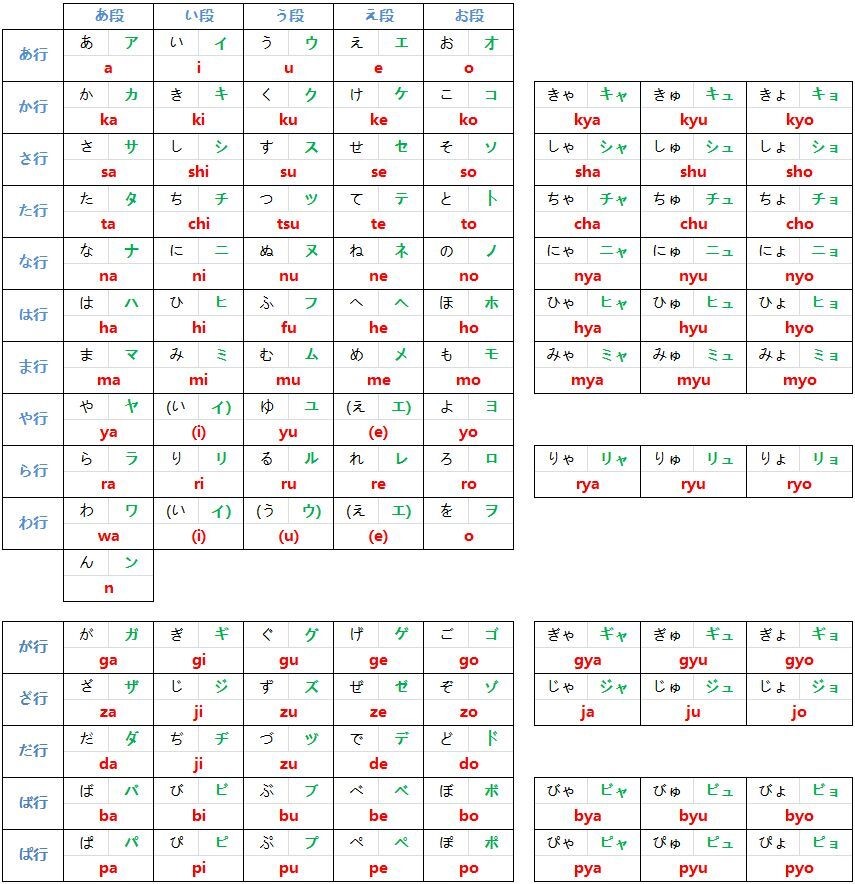 あ段 い段 う段 え段 お段
あ行 あ ア い イ う ウ え エ お オ
a i u e o
か行 か カ き キ く ク け ケ こ コ きゃ キャ きゅ キュ きょ キョ
ka ki ku ke ko kya kyu kyo
さ行 さ サ し シ す ス せ セ そ ソ しゃ シャ しゅ シュ しょ ショ
sa shi su se so sha shu sho
た行 た タ ち チ つ ツ て テ と ト ちゃ チャ ちゅ チュ ちょ チョ
ta chi tsu te to cha chu cho
な行 な ナ に ニ ぬ ヌ ね ネ の ノ にゃ ニャ にゅ ニュ にょ ニョ
na ni nu ne no nya nyu nyo
は行 は ハ ひ ヒ ふ フ へ ヘ ほ ホ ひゃ ヒャ ひゅ ヒュ ひょ ヒョ
ha hi fu he ho hya hyu hyo
ま行 ま マ み ミ む ム め メ も モ みゃ ミャ みゅ ミュ みょ ミョ
ma mi mu me mo mya myu myo
や行 や ヤ (い イ) ゆ ユ (え エ) よ ヨ
ya (i) yu (e) yo
ら行 ら ラ り リ る ル れ レ ろ ロ りゃ リャ りゅ リュ りょ リョ
ra ri ru re ro rya ryu ryo
わ行 わ ワ (い イ) (う ウ) (え エ) を ヲ
wa (i) (u) (e) o
ん ン
n
が行 が ガ ぎ ギ ぐ グ げ ゲ ご ゴ ぎゃ ギャ ぎゅ ギュ ぎょ ギョ
ga gi gu ge go gya gyu gyo
ざ行 ざ ザ じ ジ ず ズ ぜ ゼ ぞ ゾ じゃ ジャ じゅ ジュ じょ ジョ
za ji zu ze zo ja ju jo
だ行 だ ダ ぢ ヂ づ ヅ で デ ど ド
da ji zu de do
ば行 ば バ び ビ ぶ ブ べ ベ ぼ ボ びゃ ビャ びゅ ビュ びょ ビョ
ba bi bu be bo bya byu byo
ぱ行 ぱ パ ぴ ピ ぷ プ ぺ ペ ぽ ポ ぴゃ ピャ ぴゅ ピュ ぴょ ピョ
pa pi pu pe po pya pyu pyo